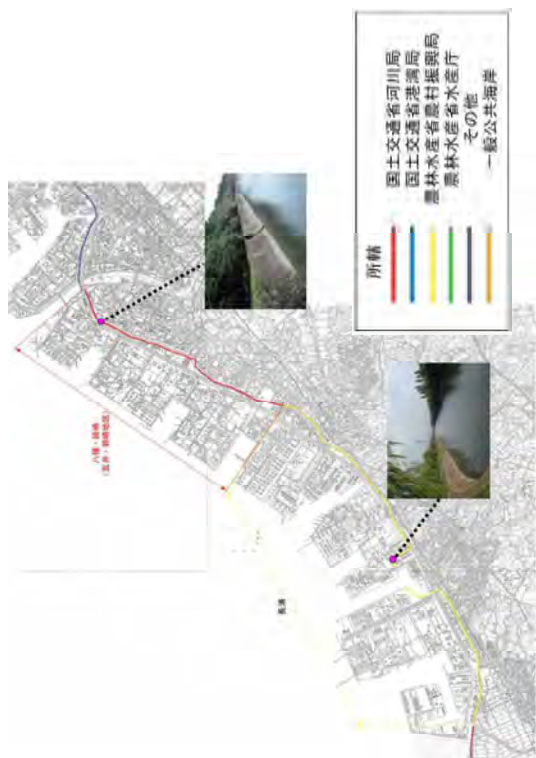 所轄
国土交通省河川局
国土交通省港湾局
農林水産省農村振興局
農林水産省水産庁
その他
一般公共海岸
長浦